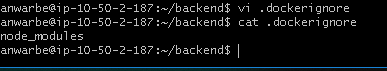 anwarbe@ip-10-50-2-187:~/backend$ vi .dockerignore
anwarbe@ip-10-50-2-187:~/backend$ cat .dockerignore
node_modules
anwarbe@ip-10-50-2-187:~/backend$